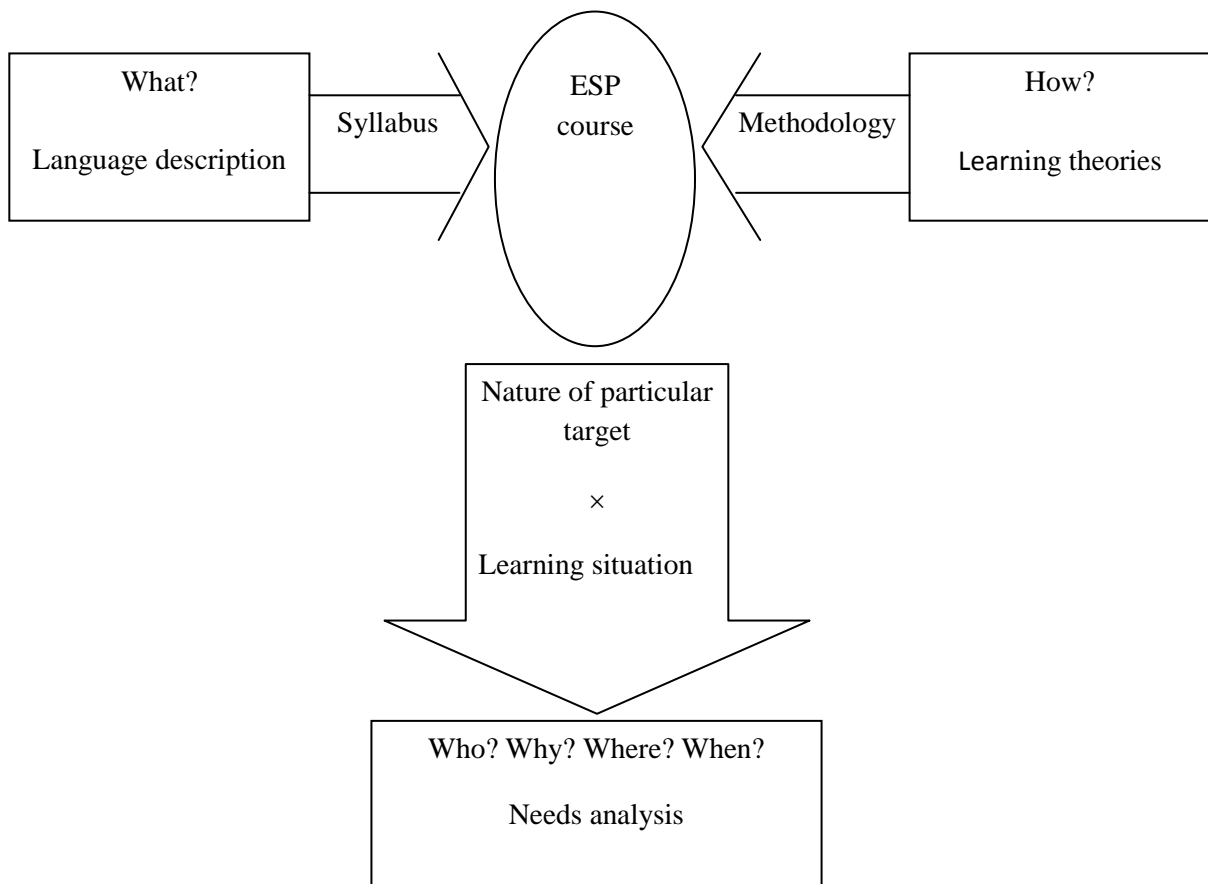 What?
Language description
Syllabus
ESP
course
Methodology
How?
Learning theories
Nature of particular
target
×
Learning situation
Who? Why? Where? When?
Needs analysis